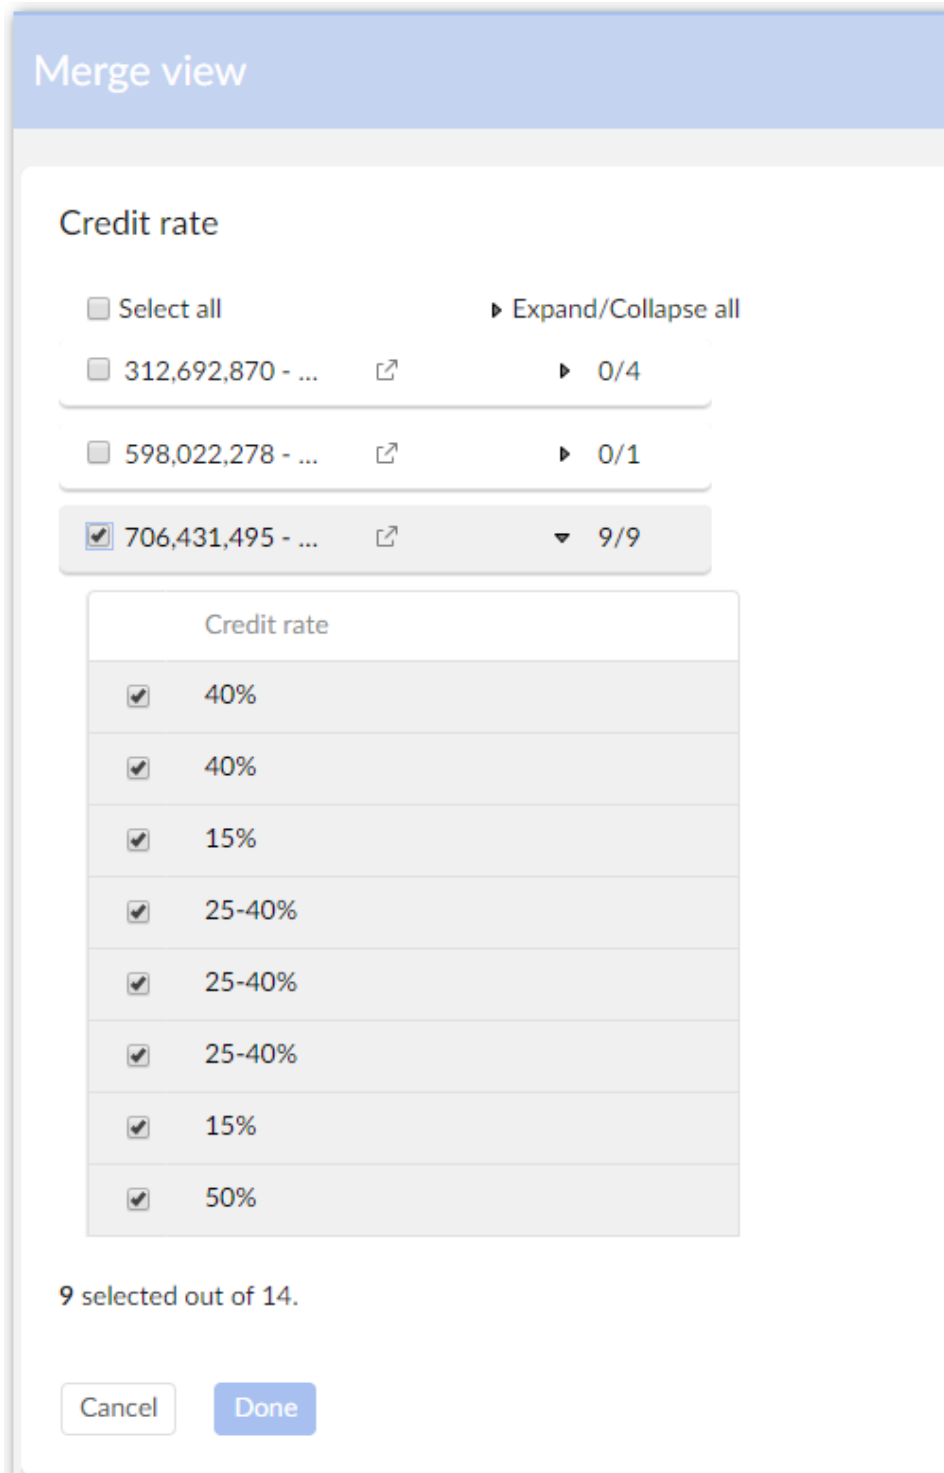 Merge view
Credit rate
Select all Expand/Collapse all
312,692,870 - ... 0/4
598,022,278 - ... 0/1
706,431,495 - ... 9/9
Credit rate
40%
40%
15%
25-40%
25-40%
25-40%
15%
50%
9 selected out of 14.
Cancel Done